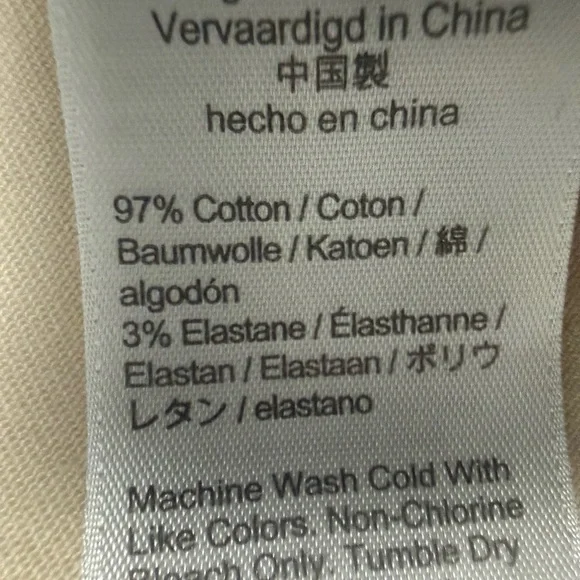 Vervaardigd in China
中国製
hecho en china
97% Cotton / Coton /
Baumwolle / Katoen / 綿 /
algodón
3% Elastane / Élasthanne /
Elastan / Elastaan / ポリウ
レタン / elastano
Machine Wash Cold With
Like Colors. Non-Chlorine
Bleach Only. Tumble Dry